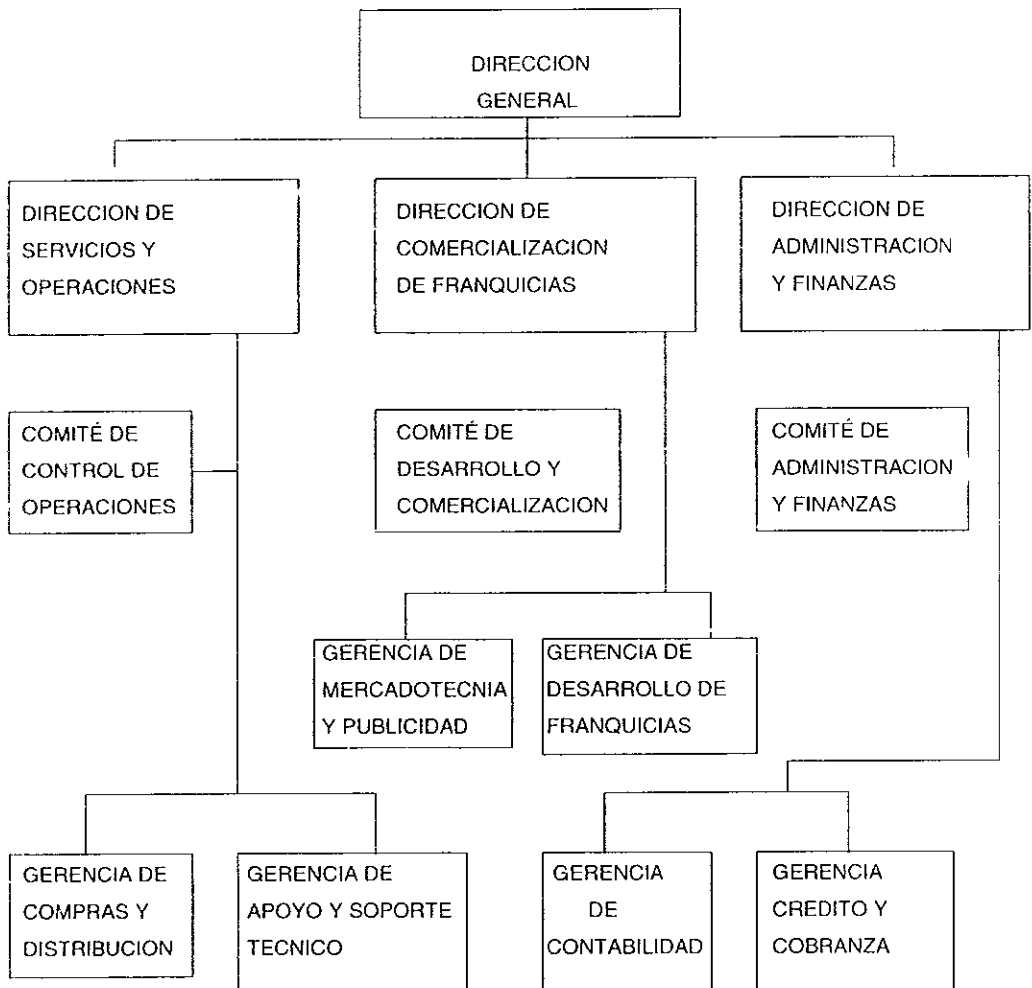 DIRECCION
GENERAL
DIRECCION DE
SERVICIOS Y
OPERACIONES
DIRECCION DE
COMERCIALIZACION
DE FRANQUICIAS
DIRECCION DE
ADMINISTRACION
Y FINANZAS
COMITÉ DE
CONTROL DE
OPERACIONES
COMITÉ DE
DESARROLLO Y
COMERCIALIZACION
COMITÉ DE
ADMINISTRACION
Y FINANZAS
GERENCIA DE
MERCADOTECNIA
Y PUBLICIDAD
GERENCIA DE
DESARROLLO DE
FRANQUICIAS
GERENCIA DE
COMPRAS Y
DISTRIBUCION
GERENCIA DE
APOYO Y SOPORTE
TECNICO
GERENCIA
DE
CONTABILIDAD
GERENCIA
CREDITO Y
COBRANZA